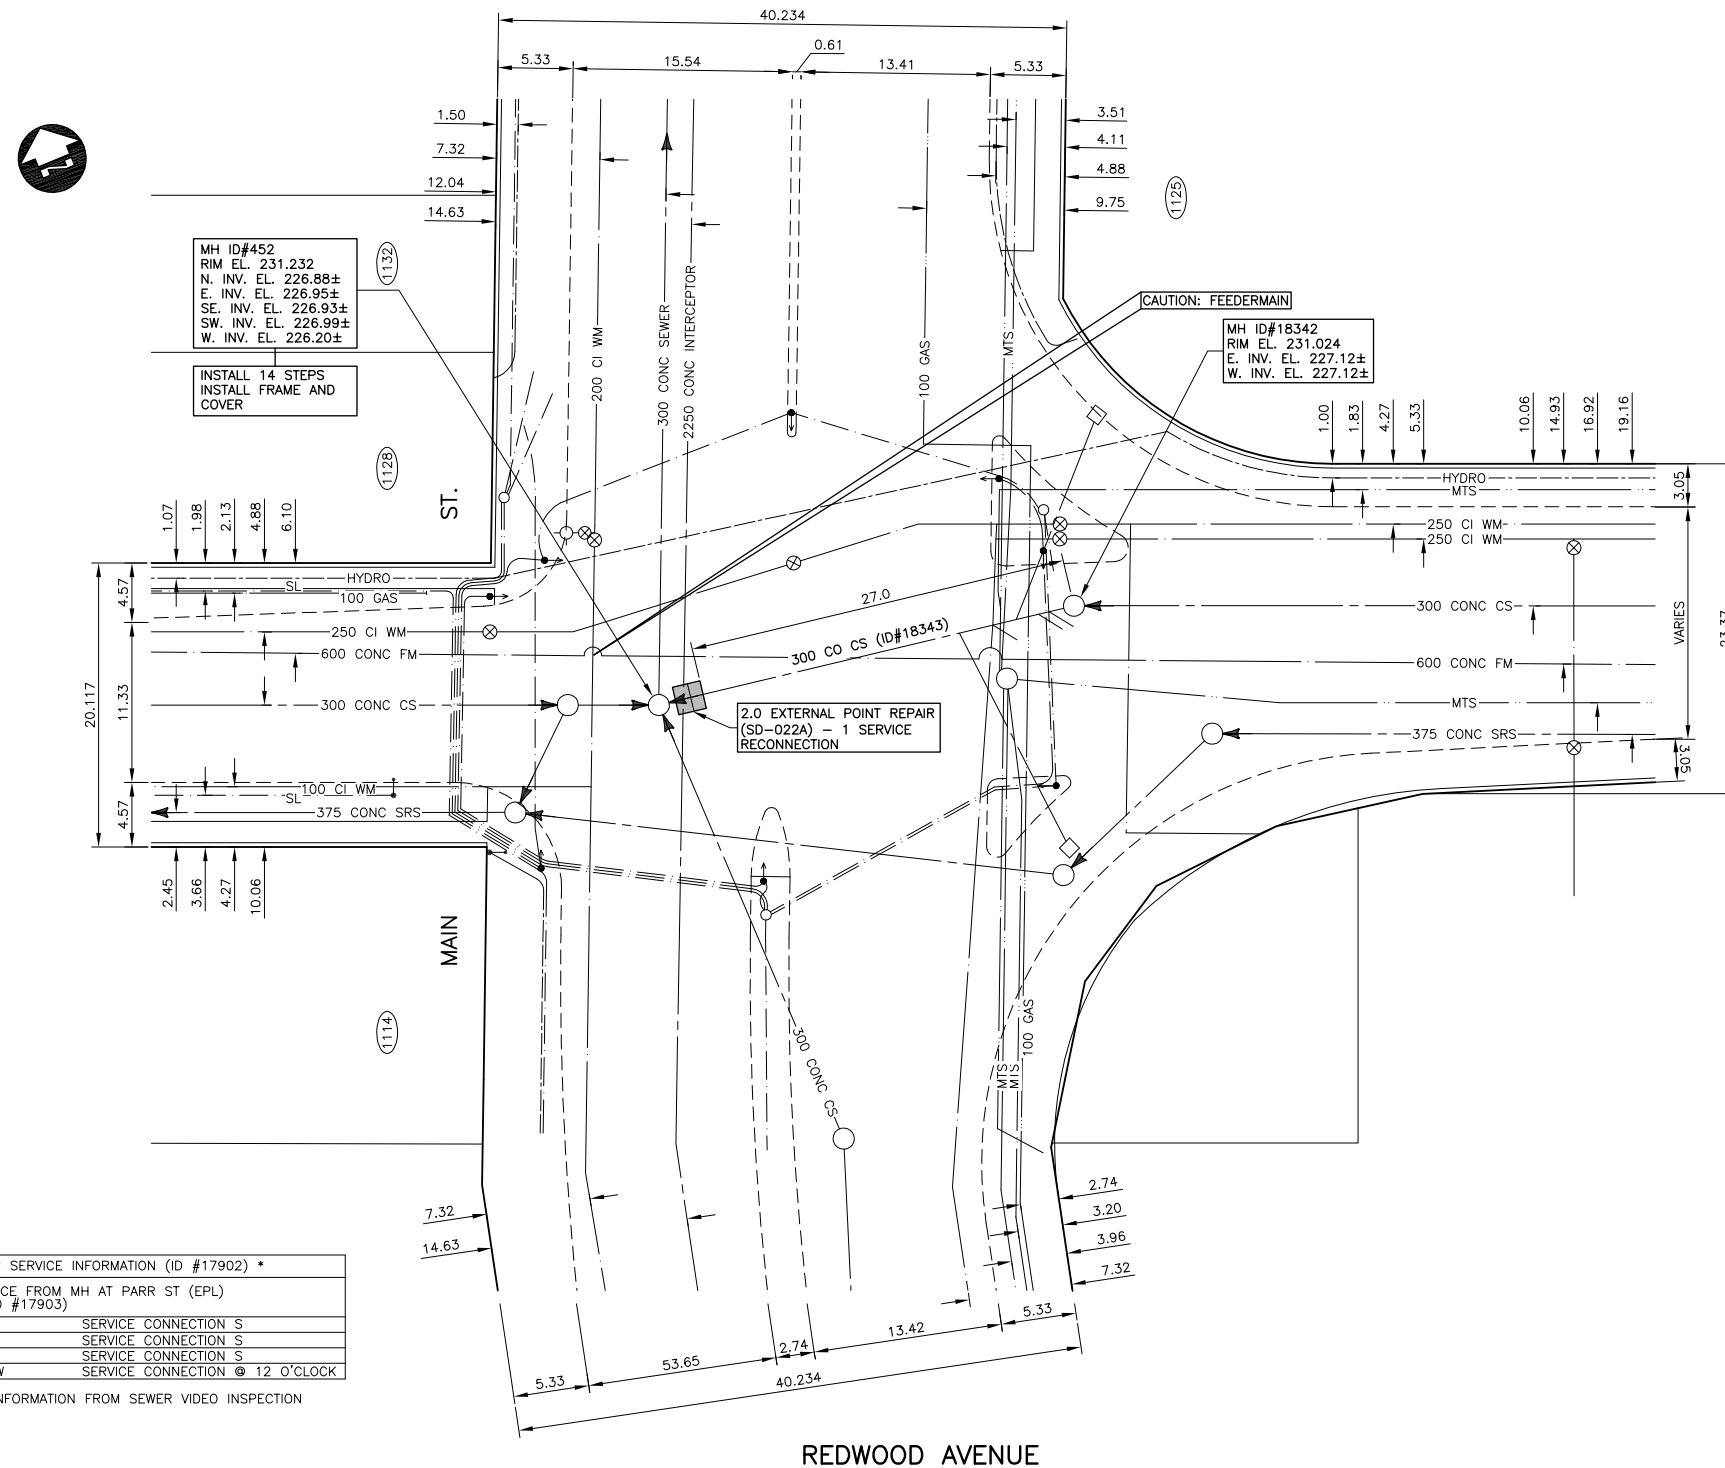 40.234
0.61
5.33
15.54
13.41
5.33
1.50
7.32
12.04
14.63
3.51
4.11
4.88
9.75
1125
1132
MH ID#452
RIM EL. 231.232
N. INV. EL. 226.88±
E. INV. EL. 226.95±
SE. INV. EL. 226.93±
SW. INV. EL. 226.99±
W. INV. EL. 226.20±
INSTALL 14 STEPS
INSTALL FRAME AND
COVER
200 CI WM
300 CONC SEWER
2250 CONC INTERCEPTOR
100 GAS
MTS
CAUTION: FEEDERMAIN
MH ID#18342
RIM EL. 231.024
E. INV. EL. 227.12±
W. INV. EL. 227.12±
1.00
1.83
4.27
5.33
10.06
14.93
16.92
19.16
1128
ST.
1.07
1.98
2.13
4.88
6.10
HYDRO
MTS
3.05
250 CI WM
250 CI WM
HYDRO
SL
100 GAS
4.57
27.0
300 CONC CS
250 CI WM
300 CO CS (ID#18343)
VARIES
600 CONC FM
600 CONC FM
20.117
11.33
300 CONC CS
MTS
2.0 EXTERNAL POINT REPAIR
(SD-022A) - 1 SERVICE
RECONNECTION
375 CONC SRS
3.05
100 CI WM
SL
4.57
375 CONC SRS
2.45
3.66
4.27
10.06
MAIN
1114
300 CONC CS
100 GAS
MTS
MTS
7.32
14.63
2.74
3.20
3.96
7.32
SERVICE INFORMATION (ID #17902) *
CE FROM MH AT PARR ST (EPL)
#17903)
SERVICE CONNECTION S
SERVICE CONNECTION S
SERVICE CONNECTION S
SERVICE CONNECTION @ 12 O'CLOCK
NFORMATION FROM SEWER VIDEO INSPECTION
5.33
53.65
2.74
13.42
5.33
40.234
REDWOOD AVENUE